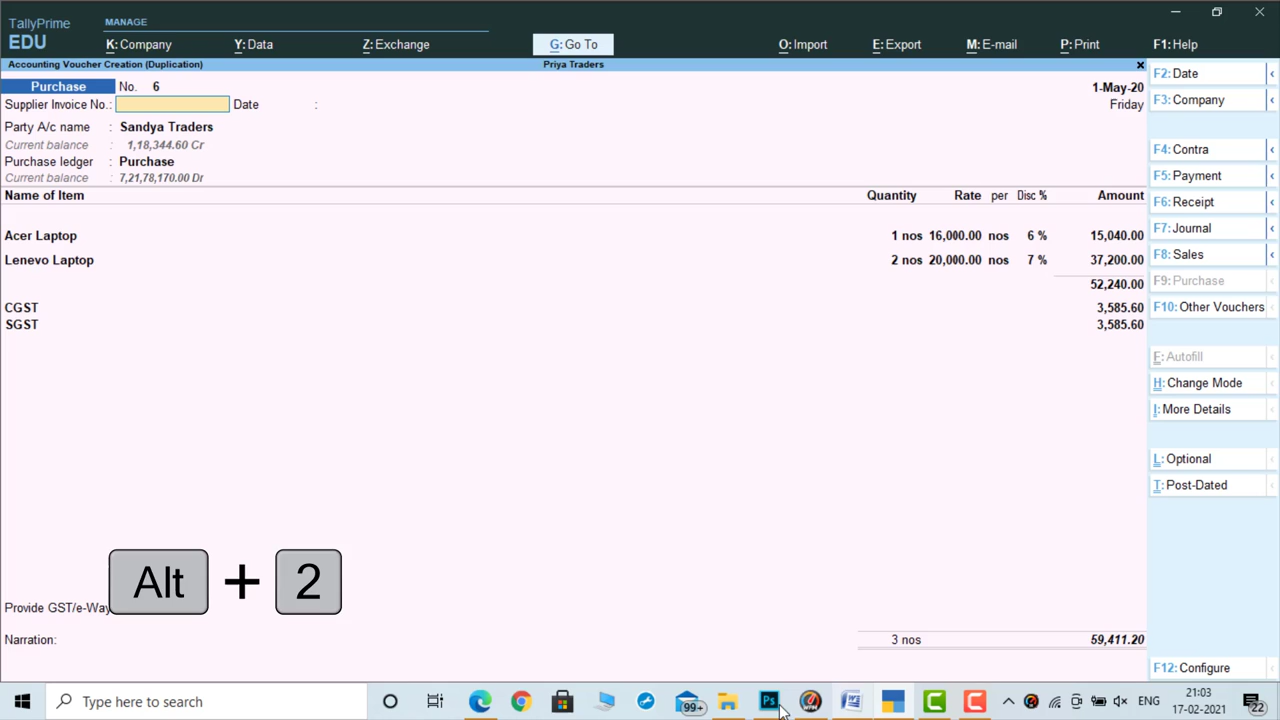 TallyPrime
EDU
MANAGE
K: Company
Y: Data
Z: Exchange
G: Go To
O: Import
E: Export
M: E-mail
P: Print
F1: Help
Accounting Voucher Creation (Duplication)
Priya Traders
Purchase No. 6
1-May-20
Supplier Invoice No.: Date :
Friday
Party A/c name : Sandya Traders
Current balance : 1,18,344.60 Cr
Purchase ledger : Purchase
Current balance : 7,21,78,170.00 Dr
Name of Item Quantity Rate per Disc % Amount
Acer Laptop 1 nos 16,000.00 nos 6 % 15,040.00
Lenevo Laptop 2 nos 20,000.00 nos 7 % 37,200.00
52,240.00
CGST 3,585.60
SGST 3,585.60
Alt + 2
Provide GST/e-Way
Narration: 3 nos 59,411.20
F2: Date
F3: Company
F4: Contra
F5: Payment
F6: Receipt
F7: Journal
F8: Sales
F9: Purchase
F10: Other Vouchers
F: Autofill
H: Change Mode
I: More Details
L: Optional
T: Post-Dated
F12: Configure
Type here to search
99+
Ps
ENG
21:03
17-02-2021
22